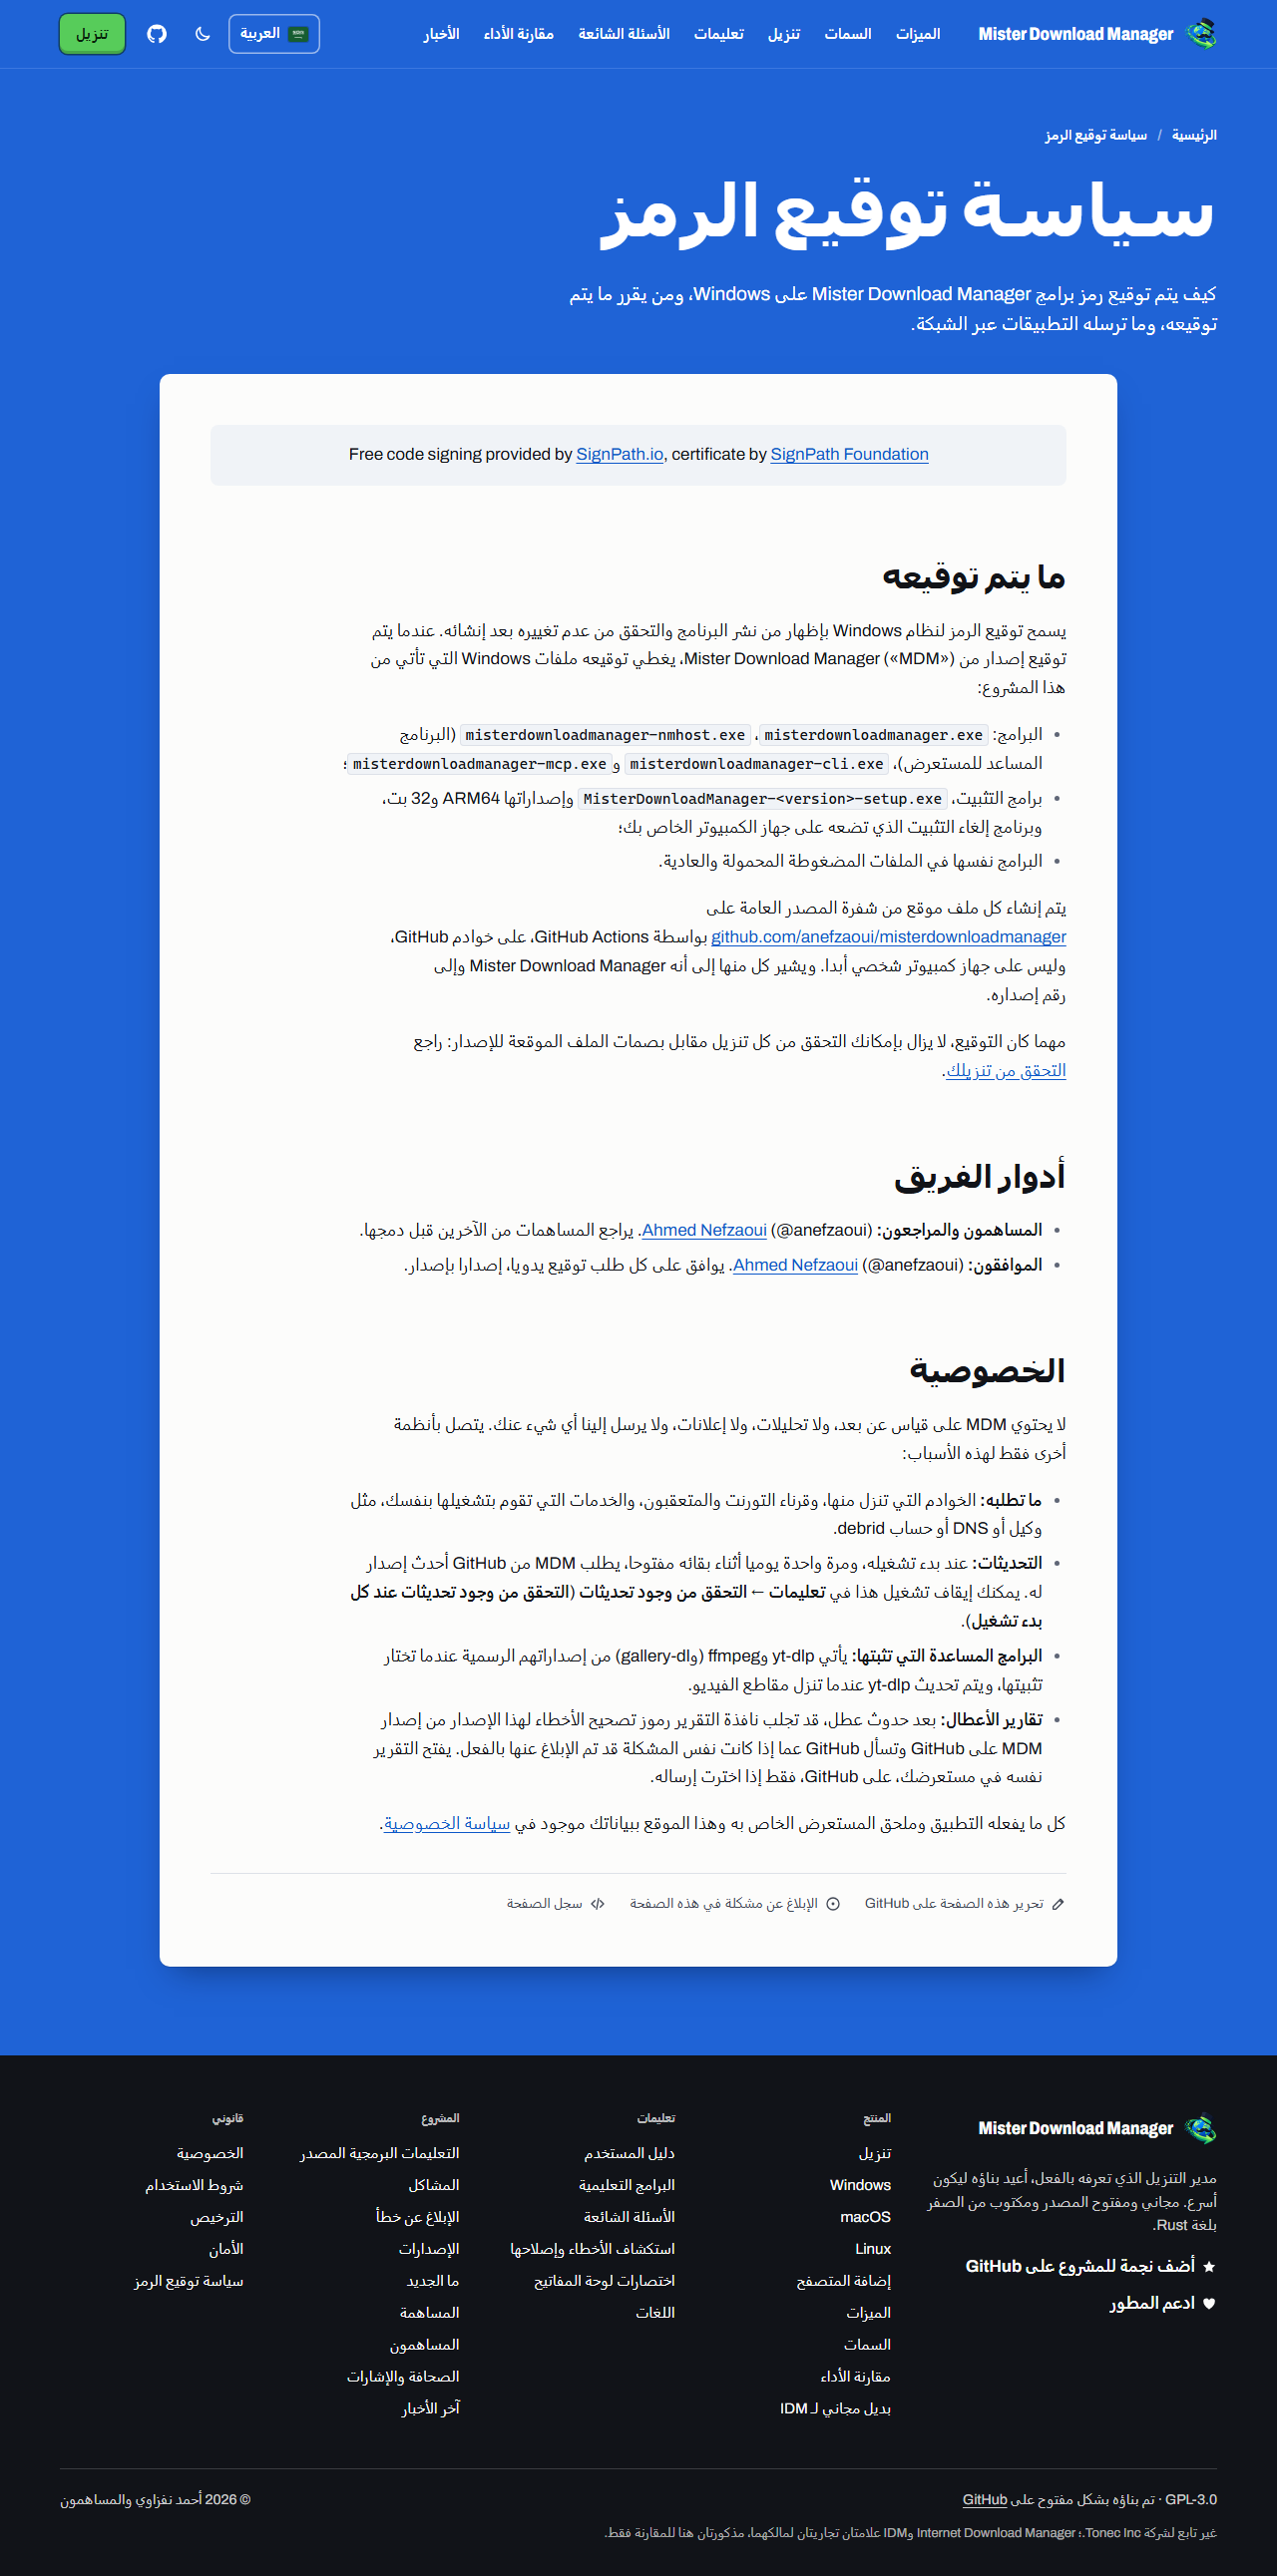 Mister Download Manager
الميزات
السمات
تنزيل
تعليمات
الأسئلة الشائعة
مقارنة الأداء
الأخبار
العربية
تنزيل
الرئيسية / سياسة توقيع الرمز
سياسة توقيع الرمز
كيف يتم توقيع رمز برامج Mister Download Manager على Windows، ومن يقرر ما يتم
توقيعه، وما ترسله التطبيقات عبر الشبكة.
Free code signing provided by SignPath.io, certificate by SignPath Foundation
ما يتم توقيعه
يسمح توقيع الرمز لنظام Windows بإظهار من نشر البرنامج والتحقق من عدم تغييره بعد إنشائه. عندما يتم
توقيع إصدار من Mister Download Manager («MDM»)، يغطي توقيعه ملفات Windows التي تأتي من
هذا المشروع:
البرامج: misterdownloadmanager.exe، misterdownloadmanager-nmhost.exe (البرنامج
المساعد للمستعرض)، misterdownloadmanager-cli.exe وmisterdownloadmanager-mcp.exe؛
برامج التثبيت، MisterDownloadManager-<version>-setup.exe وإصداراتها ARM64 و32 بت،
وبرنامج إلغاء التثبيت الذي تضعه على جهاز الكمبيوتر الخاص بك؛
البرامج نفسها في الملفات المضغوطة المحمولة والعادية.
يتم إنشاء كل ملف موقع من شفرة المصدر العامة على
github.com/anefzaoui/misterdownloadmanager بواسطة GitHub Actions، على خوادم GitHub،
وليس على جهاز كمبيوتر شخصي أبدا. ويشير كل منها إلى أنه Mister Download Manager وإلى
رقم إصداره.
مهما كان التوقيع، لا يزال بإمكانك التحقق من كل تنزيل مقابل بصمات الملف الموقعة للإصدار: راجع
التحقق من تنزيلك.
أدوار الفريق
المساهمون والمراجعون: Ahmed Nefzaoui (@anefzaoui). يراجع المساهمات من الآخرين قبل دمجها.
الموافقون: Ahmed Nefzaoui (@anefzaoui). يوافق على كل طلب توقيع يدويا، إصدارا بإصدار.
الخصوصية
لا يحتوي MDM على قياس عن بعد، ولا تحليلات، ولا إعلانات، ولا يرسل إلينا أي شيء عنك. يتصل بأنظمة
أخرى فقط لهذه الأسباب:
ما تطلبه: الخوادم التي تنزل منها، وقرناء التورنت والمتعقبون، والخدمات التي تقوم بتشغيلها بنفسك، مثل
وكيل أو DNS أو حساب debrid.
التحديثات: عند بدء تشغيله، ومرة واحدة يوميا أثناء بقائه مفتوحا، يطلب MDM من GitHub أحدث إصدار
له. يمكنك إيقاف تشغيل هذا في تعليمات ← التحقق من وجود تحديثات (التحقق من وجود تحديثات عند كل
بدء تشغيل).
البرامج المساعدة التي تثبتها: يأتي yt-dlp وffmpeg (وgallery-dl) من إصداراتهم الرسمية عندما تختار
تثبيتها، ويتم تحديث yt-dlp عندما تنزل مقاطع الفيديو.
تقارير الأعطال: بعد حدوث عطل، قد تجلب نافذة التقرير رموز تصحيح الأخطاء لهذا الإصدار من إصدار
MDM على GitHub وتسأل GitHub عما إذا كانت نفس المشكلة قد تم الإبلاغ عنها بالفعل. يفتح التقرير
نفسه في مستعرضك، على GitHub، فقط إذا اخترت إرساله.
كل ما يفعله التطبيق وملحق المستعرض الخاص به وهذا الموقع ببياناتك موجود في سياسة الخصوصية.
تحرير هذه الصفحة على GitHub
الإبلاغ عن مشكلة في هذه الصفحة
سجل الصفحة
Mister Download Manager
مدير التنزيل الذي تعرفه بالفعل، أعيد بناؤه ليكون
أسرع. مجاني ومفتوح المصدر ومكتوب من الصفر
بلغة Rust.
أضف نجمة للمشروع على GitHub
ادعم المطور
المنتج
تنزيل
Windows
macOS
Linux
إضافة المتصفح
الميزات
السمات
مقارنة الأداء
بديل مجاني لـ IDM
تعليمات
دليل المستخدم
البرامج التعليمية
الأسئلة الشائعة
استكشاف الأخطاء وإصلاحها
اختصارات لوحة المفاتيح
اللغات
المشروع
التعليمات البرمجية المصدر
المشاكل
الإبلاغ عن خطأ
الإصدارات
ما الجديد
المساهمة
المساهمون
الصحافة والإشارات
آخر الأخبار
قانوني
الخصوصية
شروط الاستخدام
الترخيص
الأمان
سياسة توقيع الرمز
GPL-3.0 · تم بناؤه بشكل مفتوح على GitHub
© 2026 أحمد نفزاوي والمساهمون
غير تابع لشركة Tonec Inc.؛ Internet Download Manager وIDM علامتان تجاريتان لمالكهما، مذكورتان هنا للمقارنة فقط.